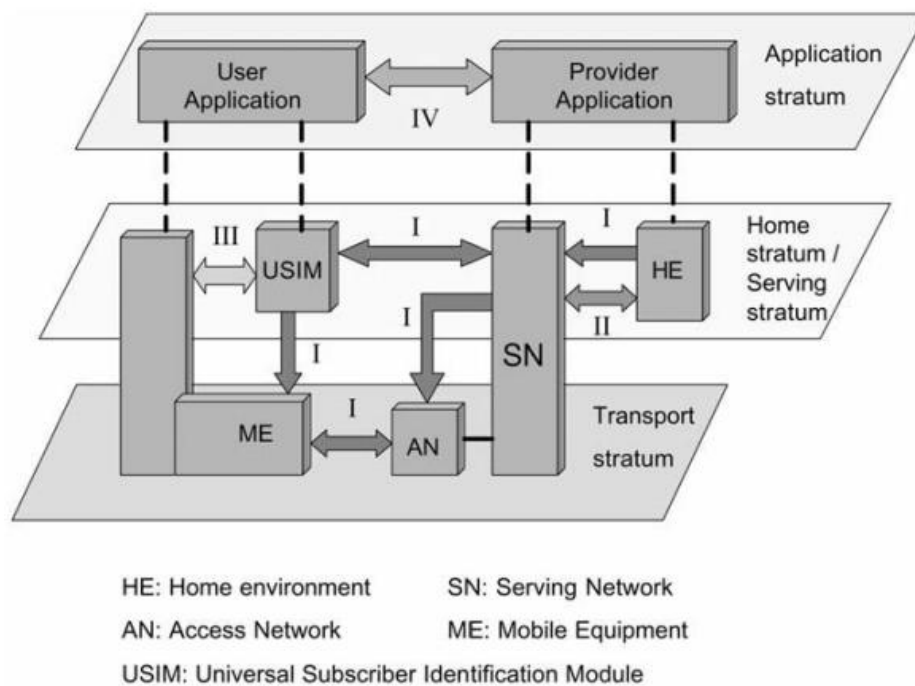 User
Application
Provider
Application
Application
stratum
IV
III
USIM
I
I
HE
Home
stratum /
Serving
stratum
I
II
I
SN
ME
I
AN
Transport
stratum
HE: Home environment
SN: Serving Network
AN: Access Network
ME: Mobile Equipment
USIM: Universal Subscriber Identification Module